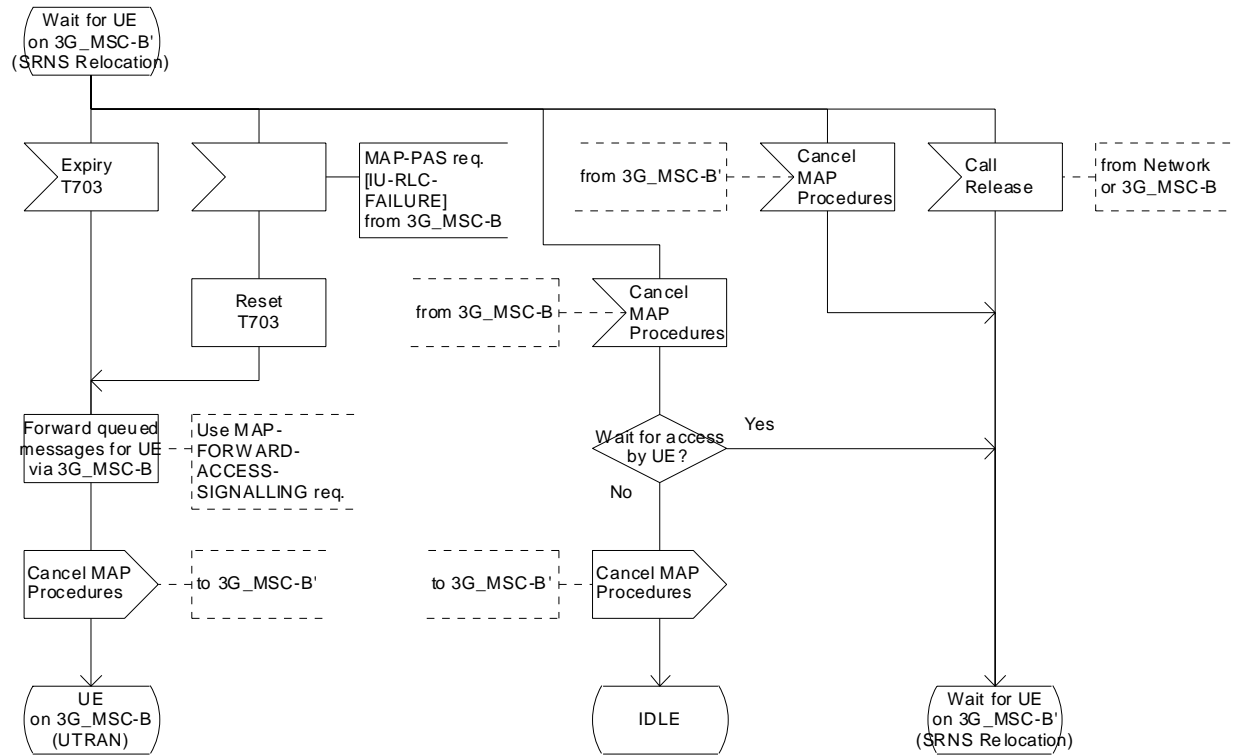 Wait for UE
on 3G_MSC-B'
(SRNS Relocation)
Expiry
T703
MAP-PAS req.
[IU-RLC-
FAILURE]
from 3G_MSC-B
from 3G_MSC-B'
Cancel
MAP
Procedures
Call
Release
from Network
or 3G_MSC-B
Reset
T703
from 3G_MSC-B
Cancel
MAP
Procedures
Forward queued
messages for UE
via 3G_MSC-B
Use MAP-
FORWARD-
ACCESS-
SIGNALLING req.
Wait for access
by UE?
Yes
No
Cancel MAP
Procedures
to 3G_MSC-B'
to 3G_MSC-B'
Cancel MAP
Procedures
UE
on 3G_MSC-B
(UTRAN)
IDLE
Wait for UE
on 3G_MSC-B'
(SRNS Relocation)